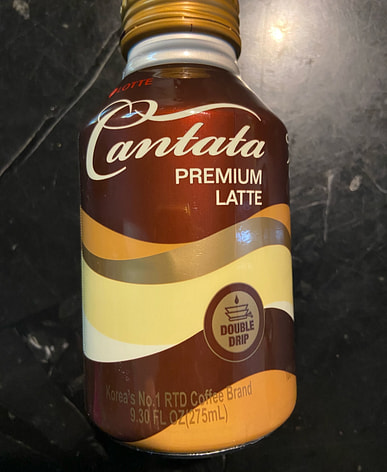 LOTTE
Cantata
PREMIUM
LATTE
DOUBLE
DRIP
Korea's No.1 RTD Coffee Brand
9.30 FL OZ(275mL)